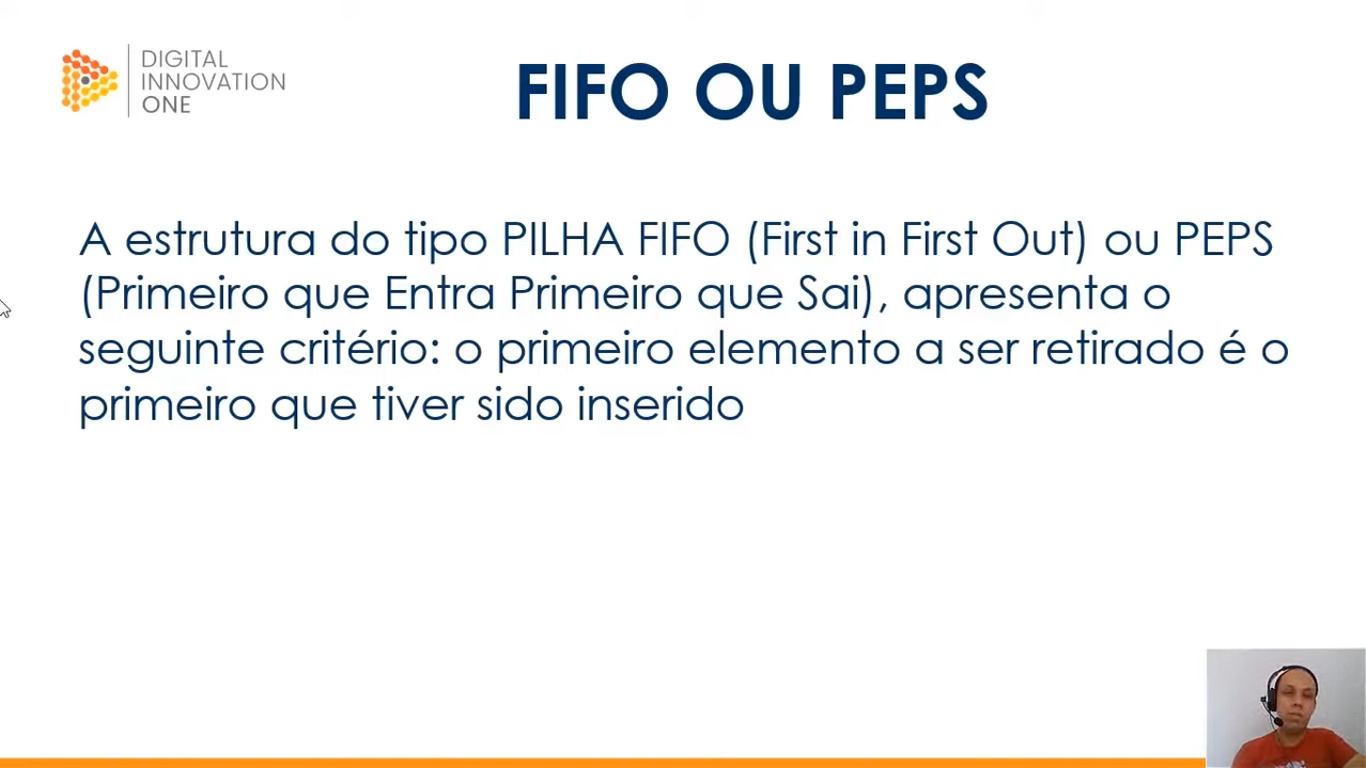 DIGITAL
INNOVATION
ONE
FIFO OU PEPS
A estrutura do tipo PILHA FIFO (First in First Out) ou PEPS
(Primeiro que Entra Primeiro que Sai), apresenta o
seguinte critério: o primeiro elemento a ser retirado é o
primeiro que tiver sido inserido